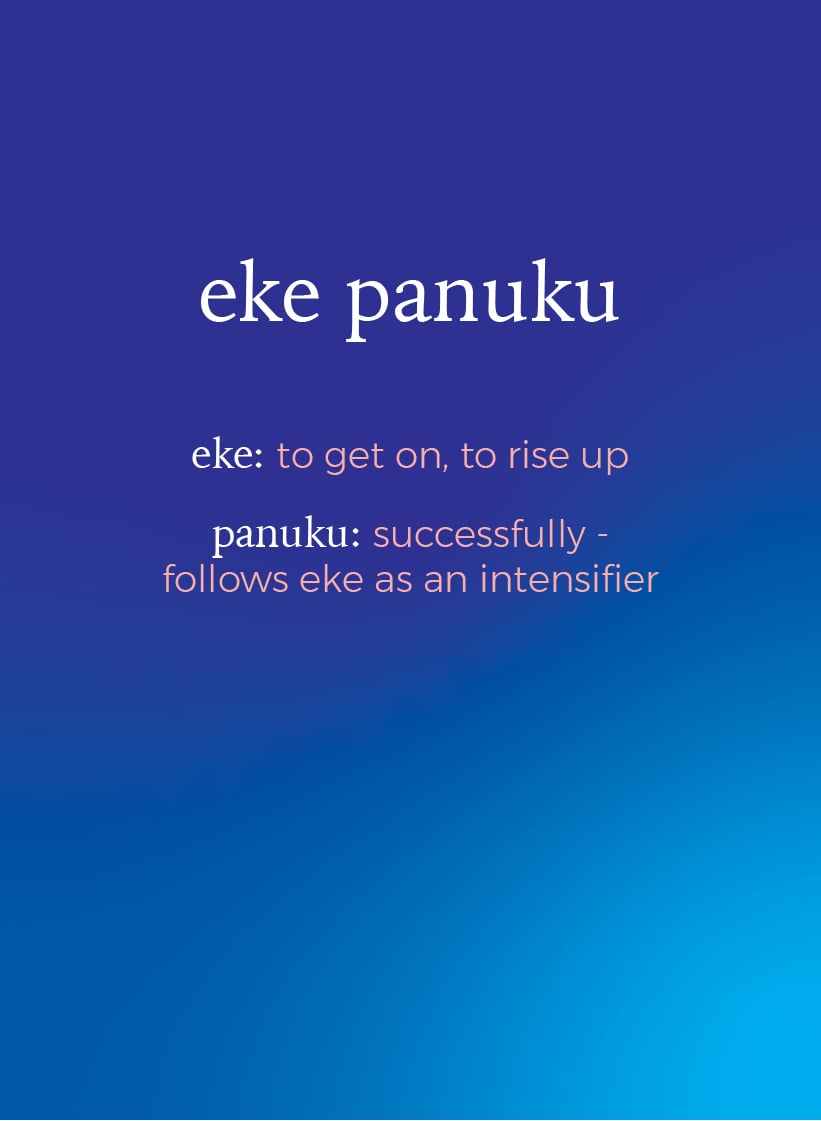 eke panuku
eke: to get on, to rise up
panuku: successfully -
follows eke as an intensifier